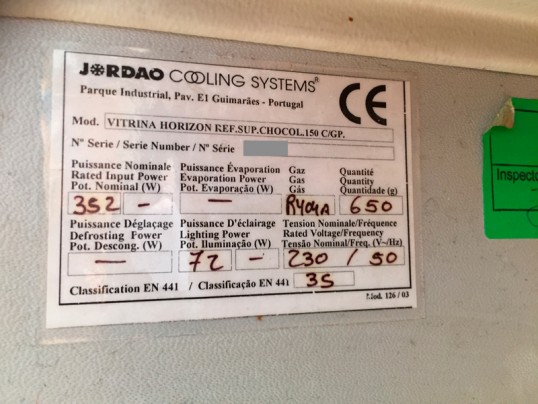 JORDAO COOLING SYSTEMS®
Parque Industrial, Pav. E1 Guimarães - Portugal
CE
Mod. VITRINA HORIZON REF.SUP.CHOCOL.150 C/GP.
Nº Serie / Serie Number / Nº Série
Puissance Nominale Puissance Évaporation Gaz Quantité
Rated Input Power Evaporation Power Gas Quantity
Pot. Nominal (W) Pot. Evaporação (W) Gás Quantidade (g)
352 - — R404A 650
Puissance Déglaçage Puissance D'éclairage Tension Nominale/Fréquence
Defrosting Power Lighting Power Rated Voltage/Frequency
Pot. Descong. (W) Pot. Iluminação (W) Tensão Nominal/Freq. (V~/Hz)
— 72 - 230 / 50
Classification EN 441 / Classificação EN 441 3S
Mod. 126 / 03
Inspecto